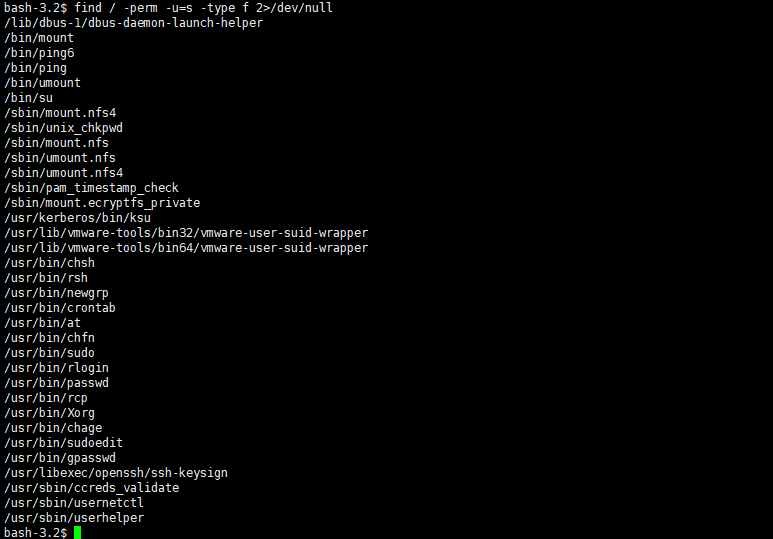 bash-3.2$ find / -perm -u=s -type f 2>/dev/null
/lib/dbus-1/dbus-daemon-launch-helper
/bin/mount
/bin/ping6
/bin/ping
/bin/umount
/bin/su
/sbin/mount.nfs4
/sbin/unix_chkpwd
/sbin/mount.nfs
/sbin/umount.nfs
/sbin/umount.nfs4
/sbin/pam_timestamp_check
/sbin/mount.ecryptfs_private
/usr/kerberos/bin/ksu
/usr/lib/vmware-tools/bin32/vmware-user-suid-wrapper
/usr/lib/vmware-tools/bin64/vmware-user-suid-wrapper
/usr/bin/chsh
/usr/bin/rsh
/usr/bin/newgrp
/usr/bin/crontab
/usr/bin/at
/usr/bin/chfn
/usr/bin/sudo
/usr/bin/rlogin
/usr/bin/passwd
/usr/bin/rcp
/usr/bin/Xorg
/usr/bin/chage
/usr/bin/sudoedit
/usr/bin/gpasswd
/usr/libexec/openssh/ssh-keysign
/usr/sbin/ccreds_validate
/usr/sbin/usernetctl
/usr/sbin/userhelper
bash-3.2$